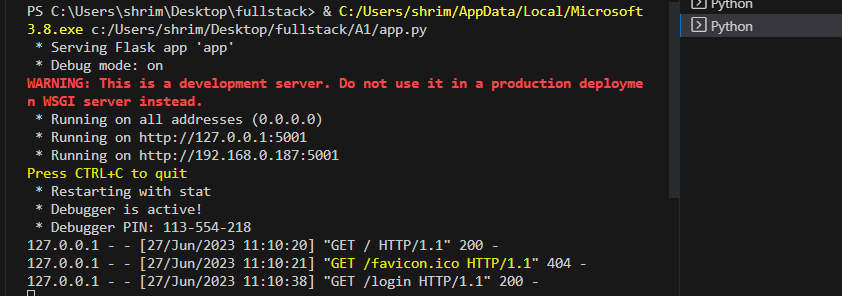 PS C:\Users\shrim\Desktop\fullstack> & C:/Users/shrim/AppData/Local/Microsoft
3.8.exe c:/Users/shrim/Desktop/fullstack/A1/app.py
* Serving Flask app 'app'
* Debug mode: on
WARNING: This is a development server. Do not use it in a production deployme
n WSGI server instead.
* Running on all addresses (0.0.0.0)
* Running on http://127.0.0.1:5001
* Running on http://192.168.0.187:5001
Press CTRL+C to quit
* Restarting with stat
* Debugger is active!
* Debugger PIN: 113-554-218
127.0.0.1 - - [27/Jun/2023 11:10:20] "GET / HTTP/1.1" 200 -
127.0.0.1 - - [27/Jun/2023 11:10:21] "GET /favicon.ico HTTP/1.1" 404 -
127.0.0.1 - - [27/Jun/2023 11:10:38] "GET /login HTTP/1.1" 200 -
Python
Python